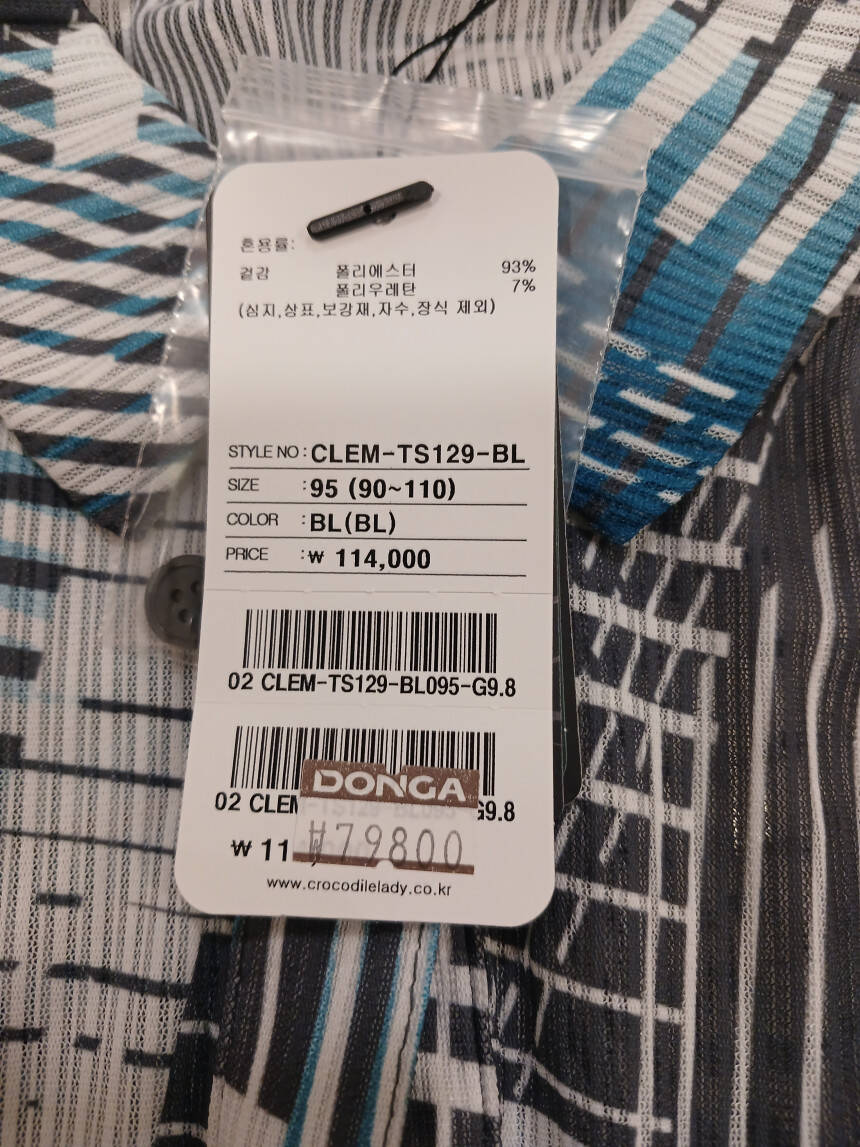 혼용률:
겉감 폴리에스터 93%
폴리우레탄 7%
(심지,상표,보강재,자수,장식 제외)
STYLE NO : CLEM-TS129-BL
SIZE : 95 (90~110)
COLOR : BL(BL)
PRICE : ₩ 114,000
02 CLEM-TS129-BL095-G9.8
DONGA
02 CLEM-TS129-BL095-G9.8
₩ 11
₩79800
www.crocodilelady.co.kr